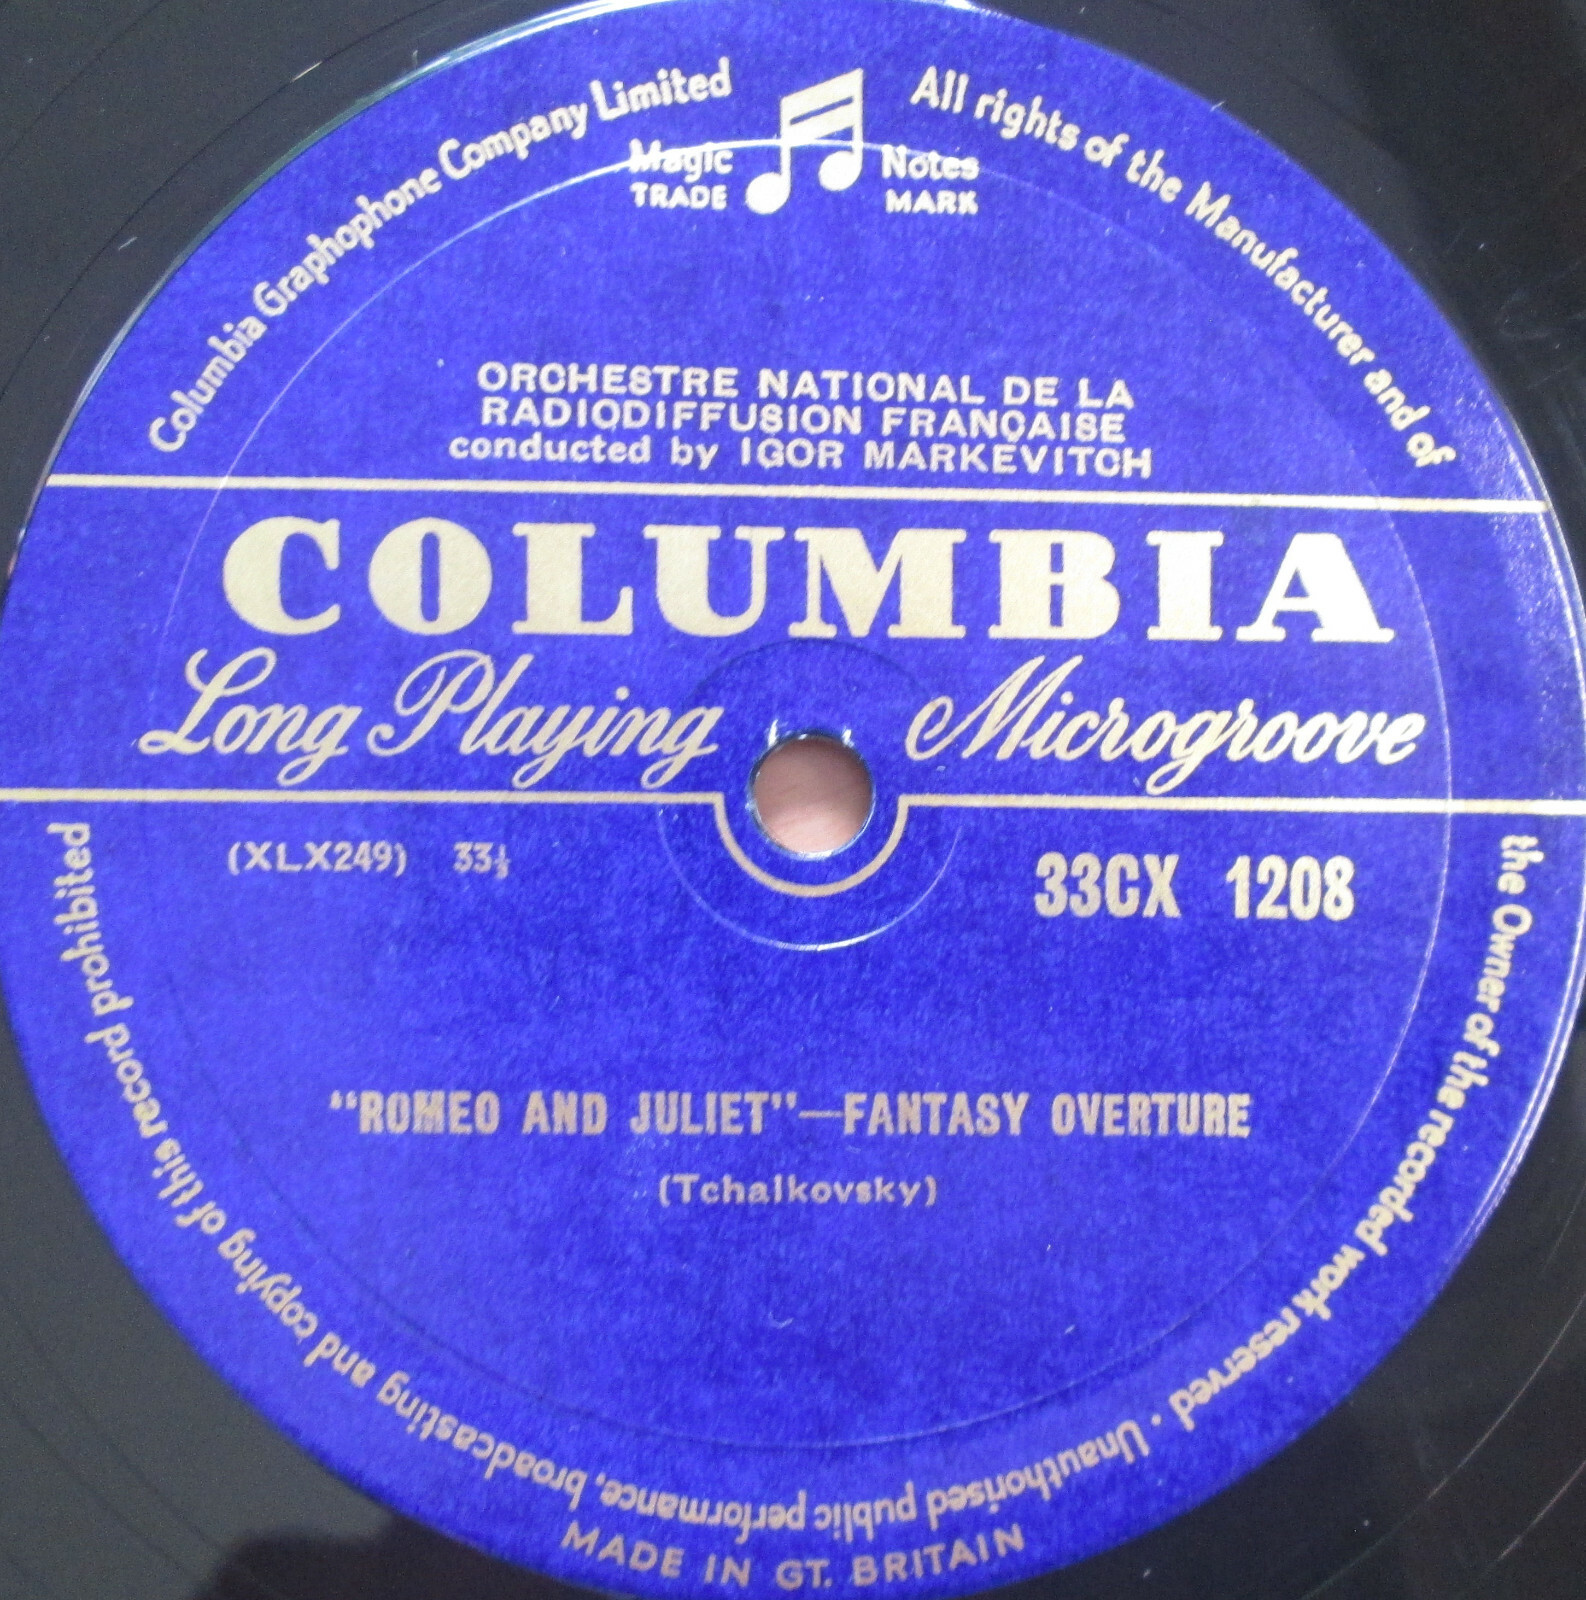 Columbia Graphophone Company Limited
All rights of the Manufacturer and of
the Owner of the recorded work reserved · Unauthorised public performance, broadcasting and copying of this record prohibited
Magic Notes
TRADE MARK
ORCHESTRE NATIONAL DE LA
RADIODIFFUSION FRANÇAISE
conducted by IGOR MARKEVITCH
COLUMBIA
Long Playing Microgroove
(XLX249) 33⅓
33CX 1208
“ROMEO AND JULIET”—FANTASY OVERTURE
(Tchaikovsky)
MADE IN GT. BRITAIN